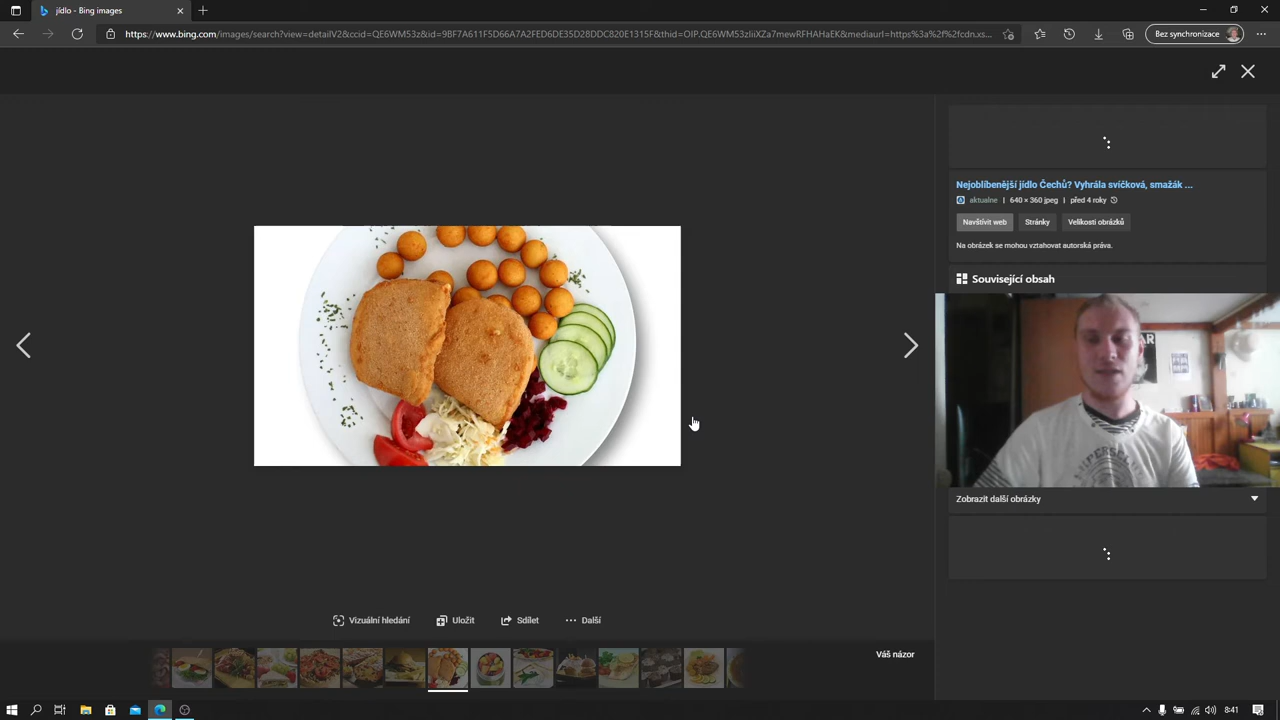 jídlo - Bing images
https://www.bing.com/images/search?view=detailV2&ccid=QE6WM53z&id=9BF7A611F5D66A7A2FED6DE35D28DDC820E1315F&thid=OIP.QE6WM53zIiiXZa7mewRFHAHaEK&mediaurl=https%3a%2f%2fcdn.xs...
Bez synchronizace
Nejoblíbenější jídlo Čechů? Vyhrála svíčková, smažák ...
aktualne | 640 × 360 jpeg | před 4 roky
Navštívit web
Stránky
Velikosti obrázků
Na obrázek se mohou vztahovat autorská práva.
Související obsah
Zobrazit další obrázky
Vizuální hledání
Uložit
Sdílet
Další
Váš názor
8:41